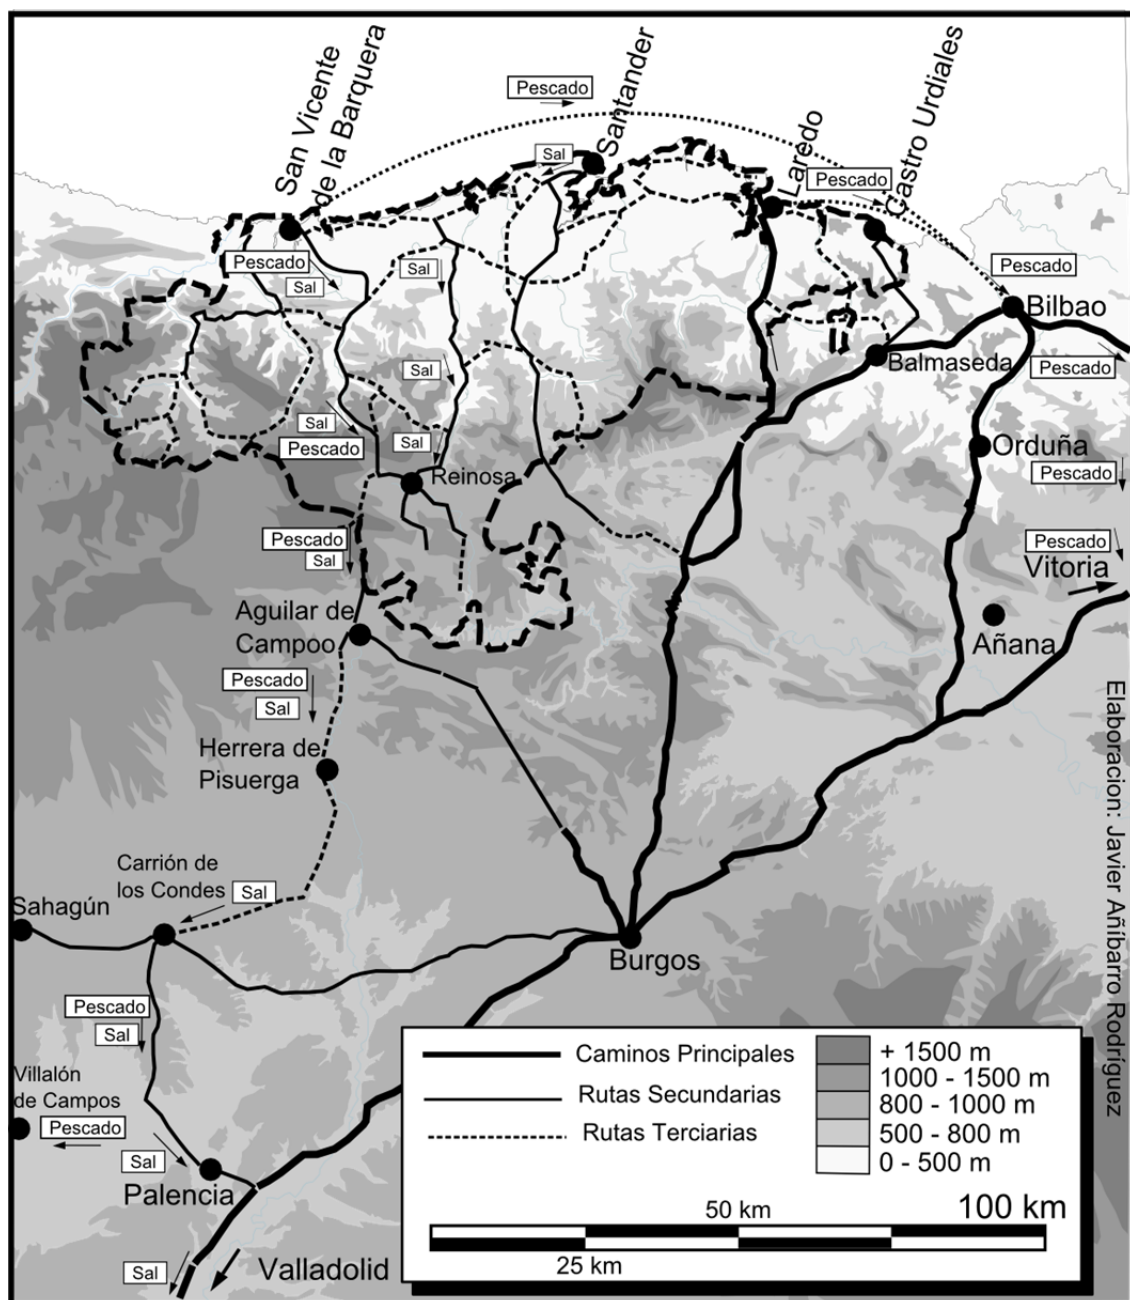 San Vicente
de la Barquera
Pescado
Santander
Sal
Laredo
Pescado
Castro Urdiales
Pescado
Sal
Sal
Pescado
Bilbao
Balmaseda
Pescado
Sal
Sal
Pescado
Sal
Reinosa
Orduña
Pescado
Pescado
Sal
Pescado
Vitoria
Aguilar de
Campoo
Añana
Pescado
Sal
Herrera de
Pisuerga
Elaboracion: Javier Añíbarro Rodríguez
Carrión de
los Condes
Sal
Sahagún
Burgos
Pescado
Sal
Villalón
de Campos
Pescado
Sal
Palencia
Sal
Valladolid
Caminos Principales
Rutas Secundarias
Rutas Terciarias
+ 1500 m
1000 - 1500 m
800 - 1000 m
500 - 800 m
0 - 500 m
50 km
100 km
25 km